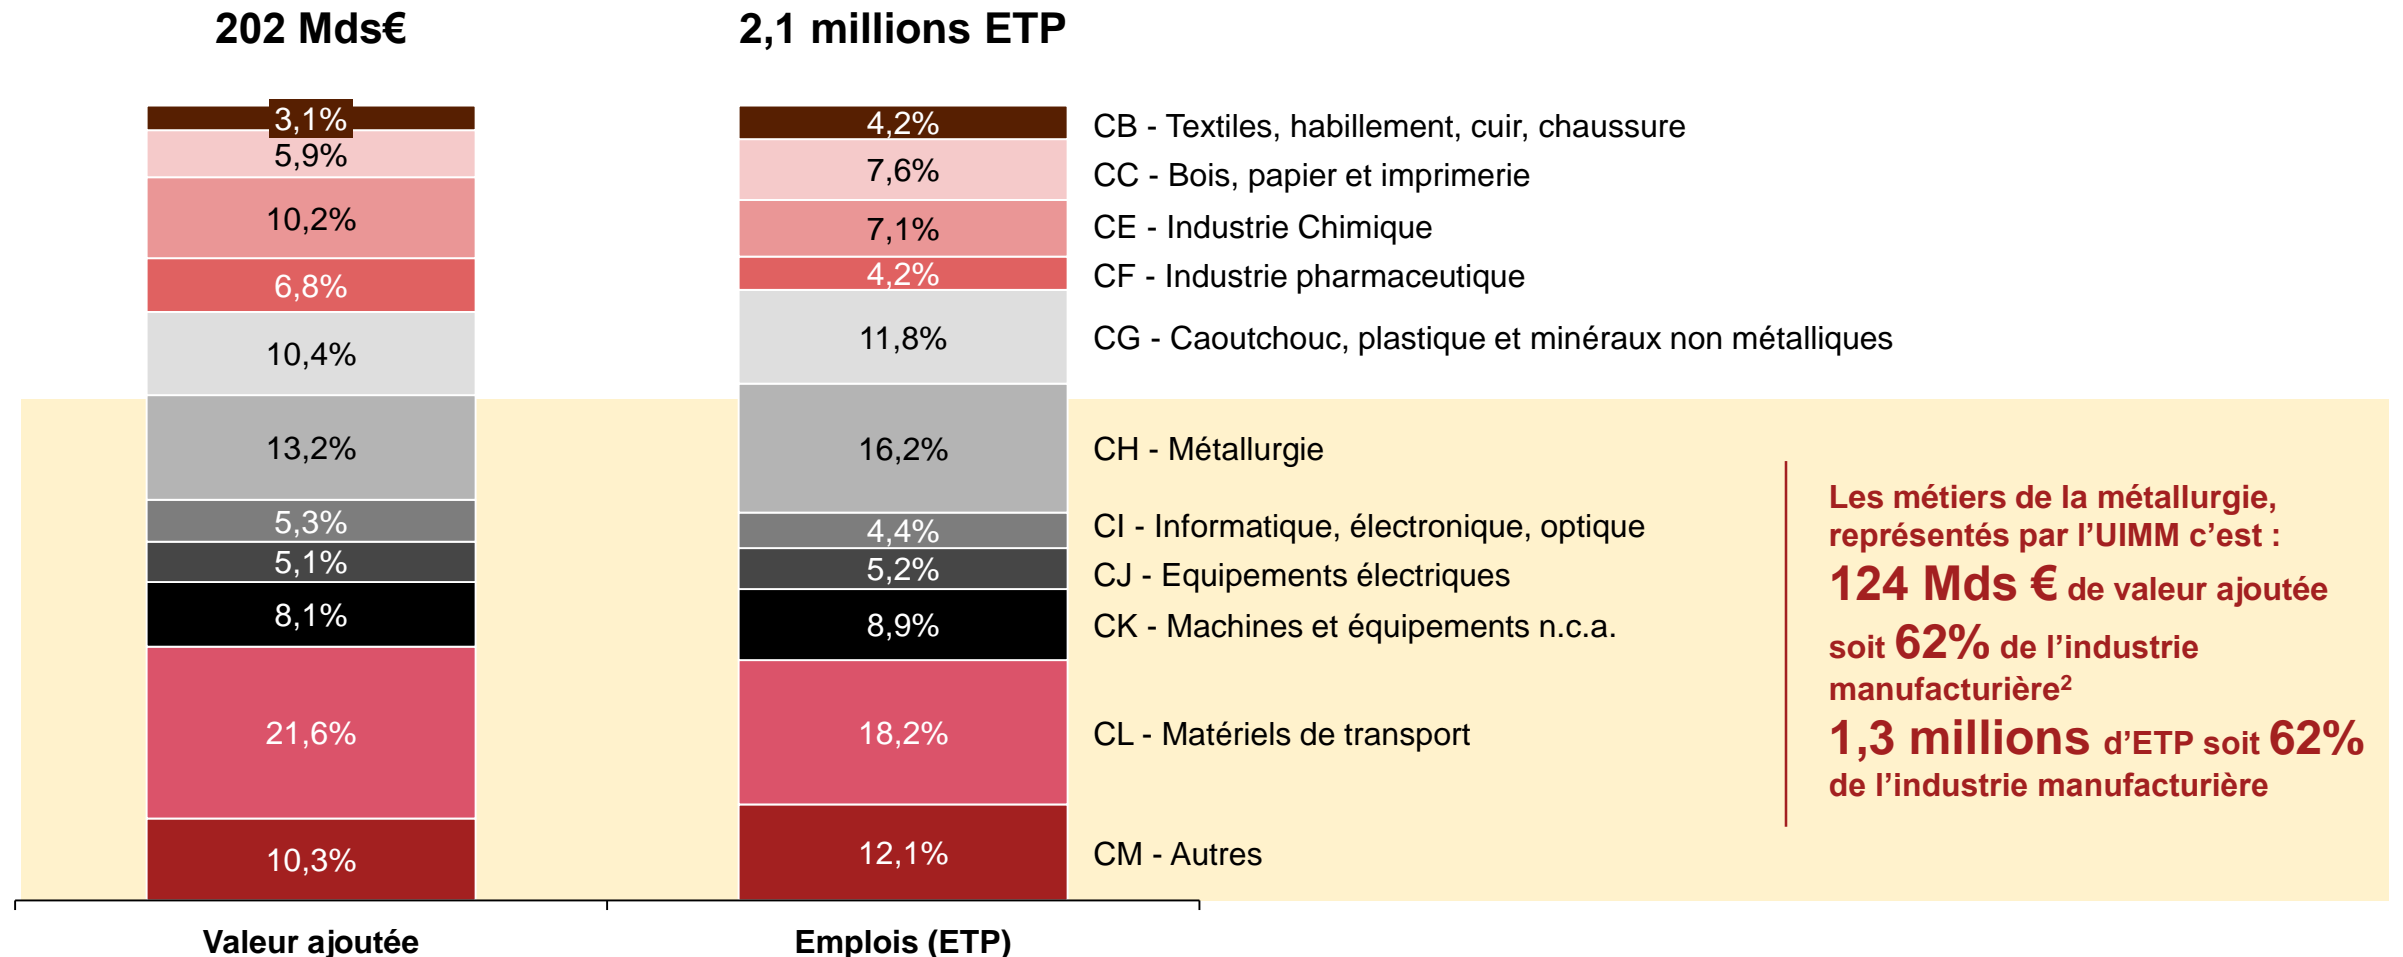 202 Mds€
2,1 millions ETP
3,1%
4,2%
CB - Textiles, habillement, cuir, chaussure
5,9%
7,6%
CC - Bois, papier et imprimerie
10,2%
7,1%
CE - Industrie Chimique
6,8%
4,2%
CF - Industrie pharmaceutique
10,4%
11,8%
CG - Caoutchouc, plastique et minéraux non métalliques
13,2%
16,2%
CH - Métallurgie
5,3%
4,4%
CI - Informatique, électronique, optique
5,1%
5,2%
CJ - Equipements électriques
8,1%
8,9%
CK - Machines et équipements n.c.a.
21,6%
18,2%
CL - Matériels de transport
10,3%
12,1%
CM - Autres
Les métiers de la métallurgie,
représentés par l’UIMM c’est :
124 Mds € de valeur ajoutée
soit 62% de l’industrie
manufacturière²
1,3 millions d’ETP soit 62%
de l’industrie manufacturière
Valeur ajoutée
Emplois (ETP)